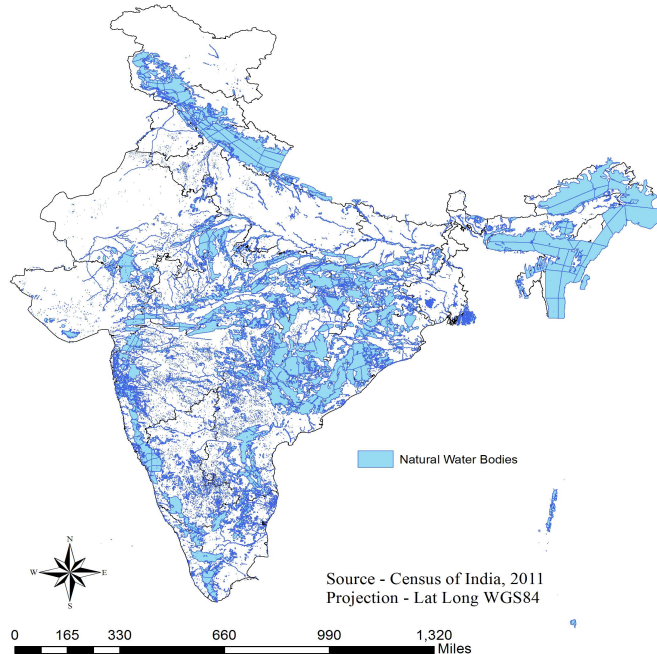 Natural Water Bodies
N
W
E
S
Source - Census of India, 2011
Projection - Lat Long WGS84
0 165 330 660 990 1,320
Miles